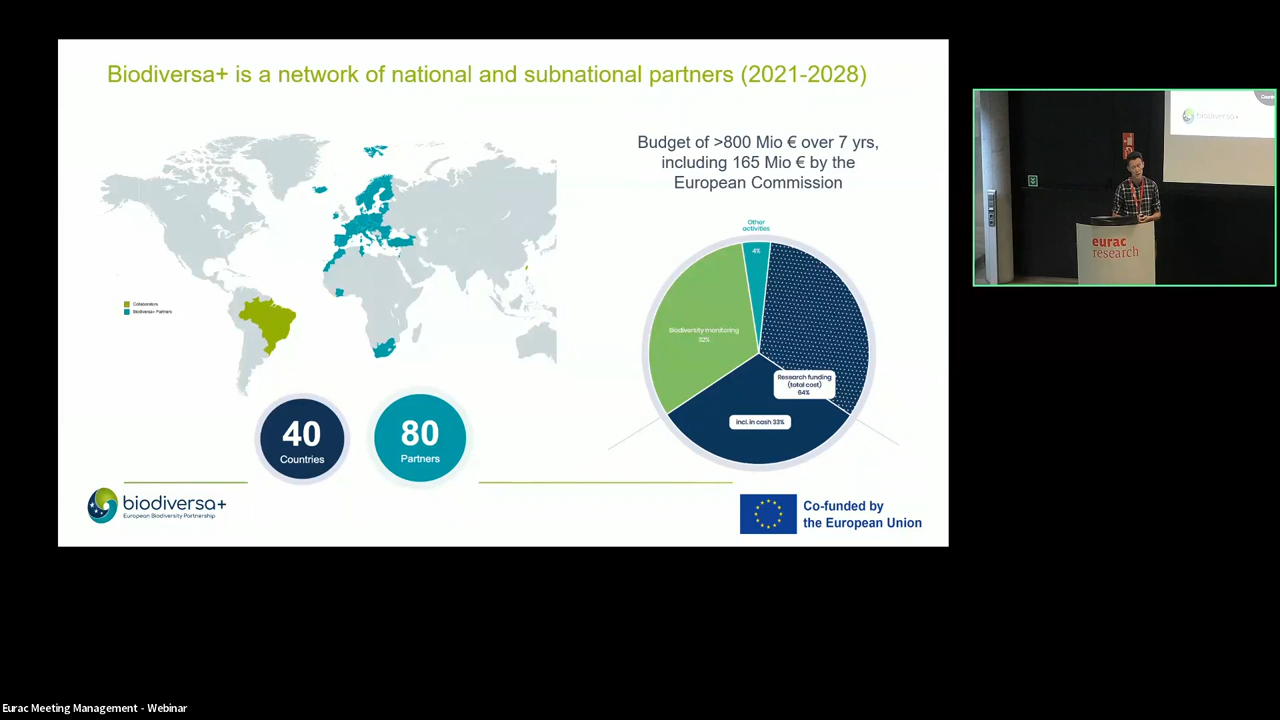 Biodiversa+ is a network of national and subnational partners (2021-2028)
Budget of >800 Mio € over 7 yrs,
including 165 Mio € by the
European Commission
Collaborators
Biodiversa+ Partners
Other
activities
4%
Biodiversity monitoring
32%
Research funding
(total cost)
64%
incl. in cash 33%
40
Countries
80
Partners
biodiversa+
European Biodiversity Partnership
Co-funded by
the European Union
biodiversa+
eurac
research
Eurac Meeting Management - Webinar